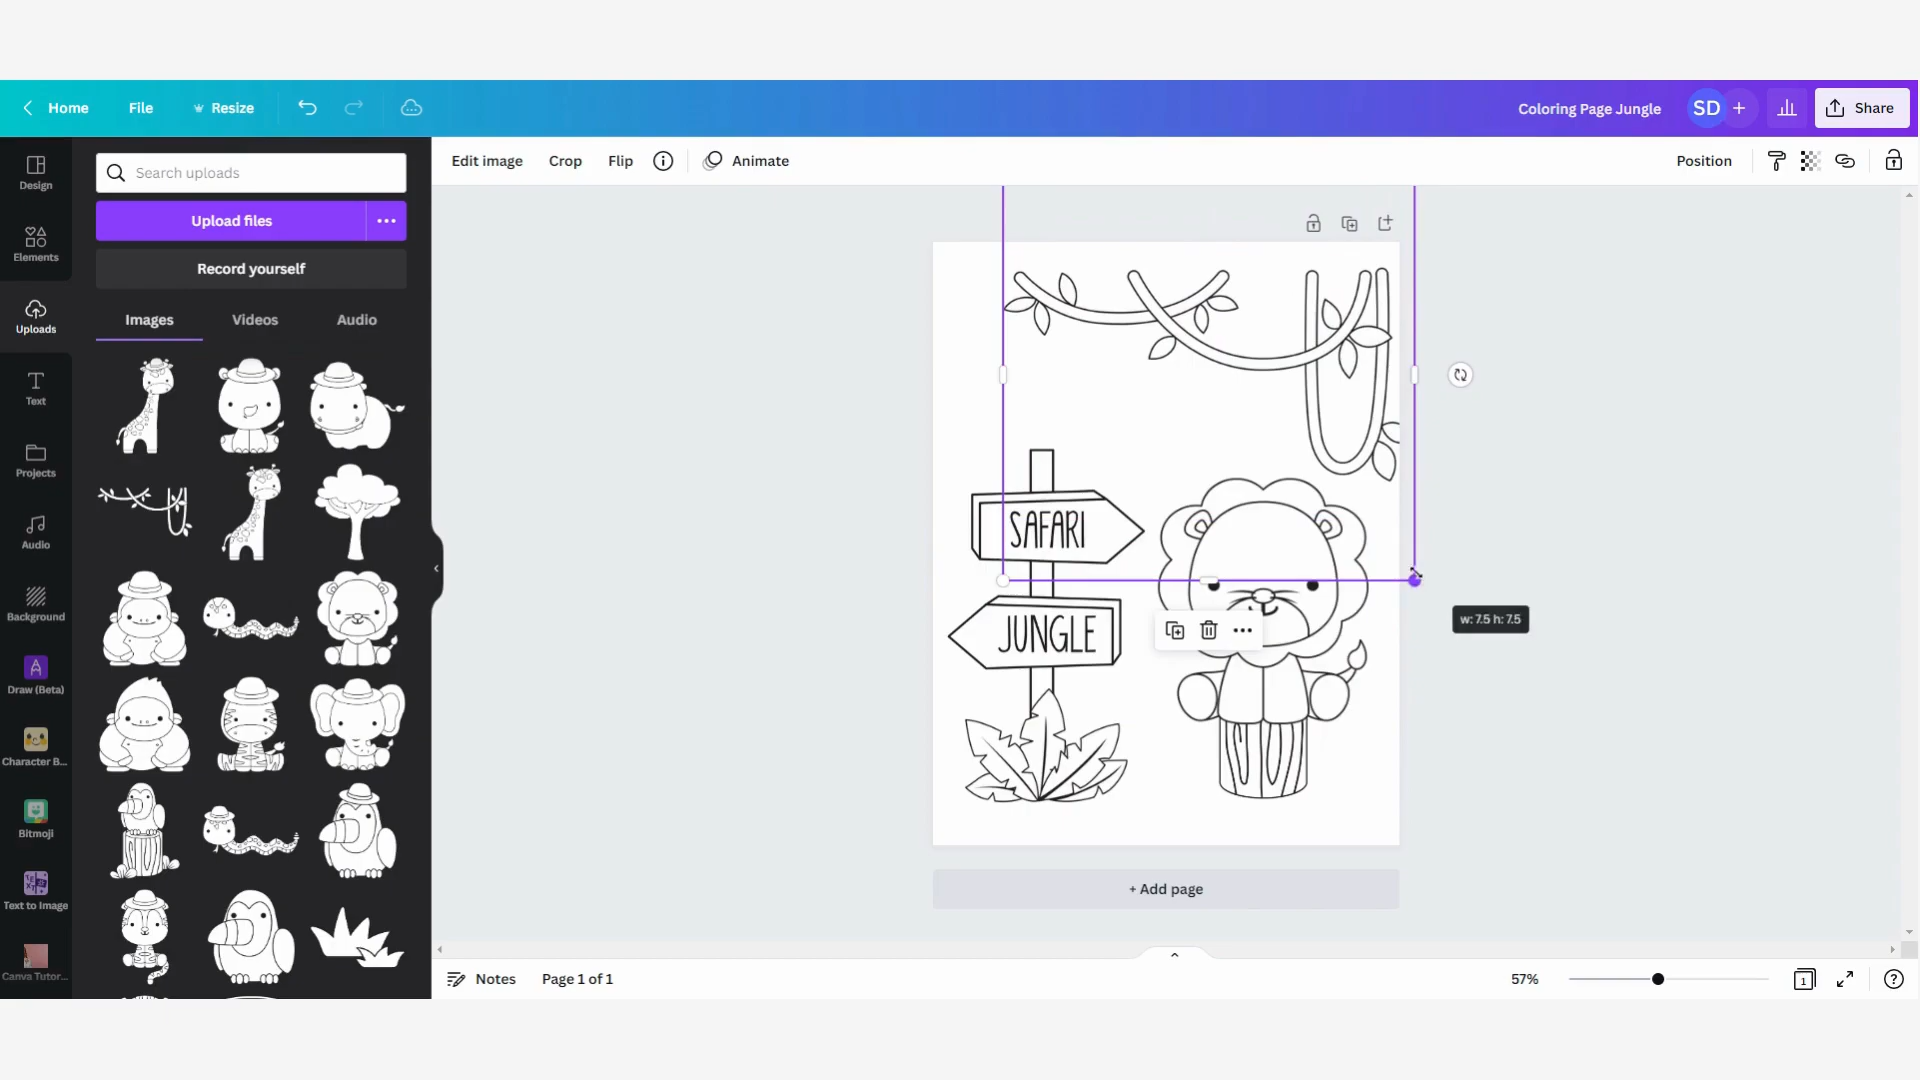 Home File Resize Coloring Page Jungle SD + Share
Design
Elements
Uploads
Text
Projects
Audio
Background
Draw (Beta)
Character B...
Bitmoji
Text to Image
Canva Tutor...
Search uploads
Upload files
Record yourself
Images Videos Audio
Edit image Crop Flip Animate Position
SAFARI
JUNGLE
w: 7.5 h: 7.5
+ Add page
Notes Page 1 of 1 57% 1